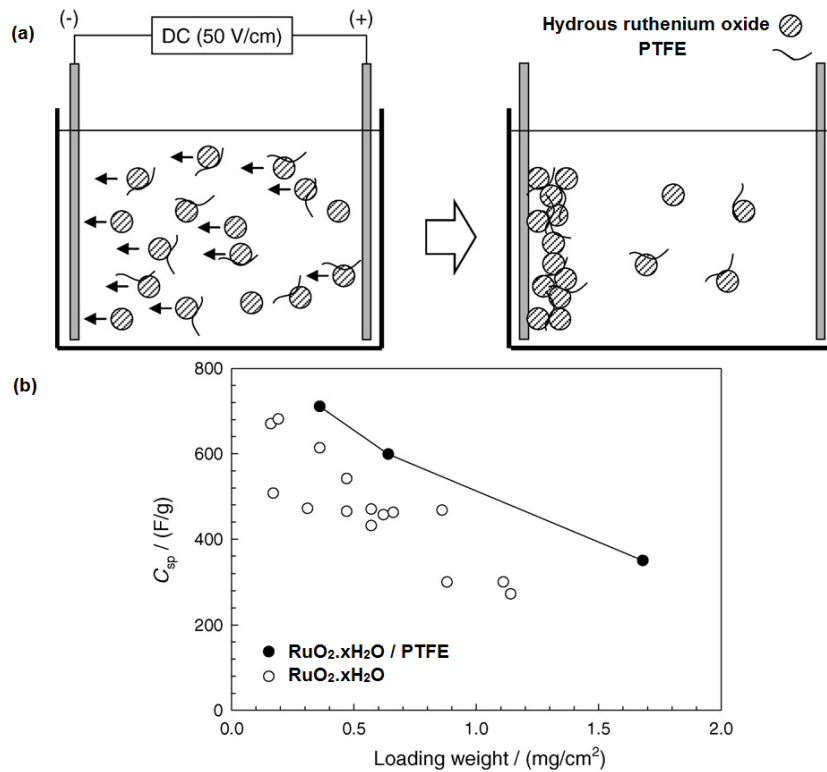 (a)
(-)
DC (50 V/cm)
(+)
Hydrous ruthenium oxide
PTFE
(b)
800
600
400
200
0
0.0
0.5
1.0
1.5
2.0
C_sp / (F/g)
Loading weight / (mg/cm²)
RuO₂.xH₂O / PTFE
RuO₂.xH₂O